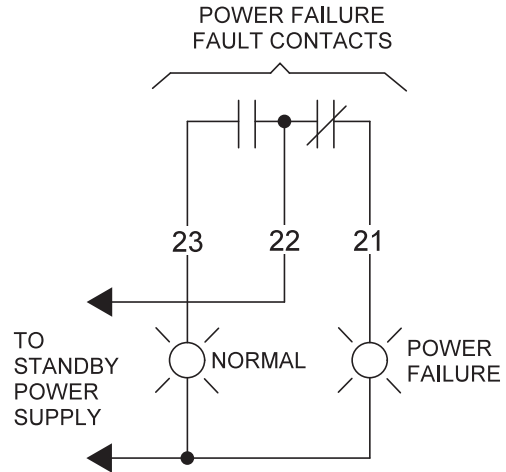 POWER FAILURE
FAULT CONTACTS
23 22 21
TO
STANDBY
POWER
SUPPLY
NORMAL
POWER
FAILURE